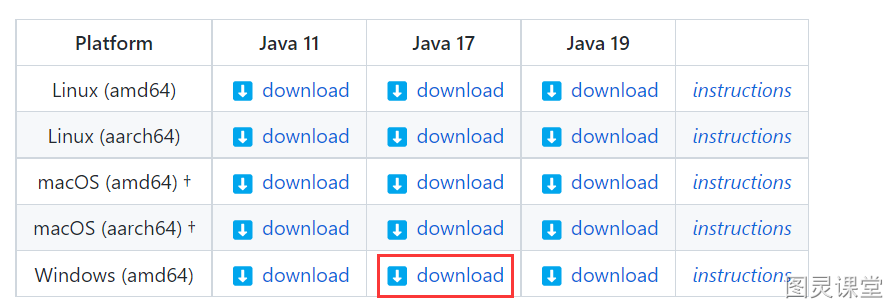 Platform Java 11 Java 17 Java 19
Linux (amd64) download download download instructions
Linux (aarch64) download download download instructions
macOS (amd64) † download download download instructions
macOS (aarch64) † download download download instructions
Windows (amd64) download download download instructions
图灵课堂